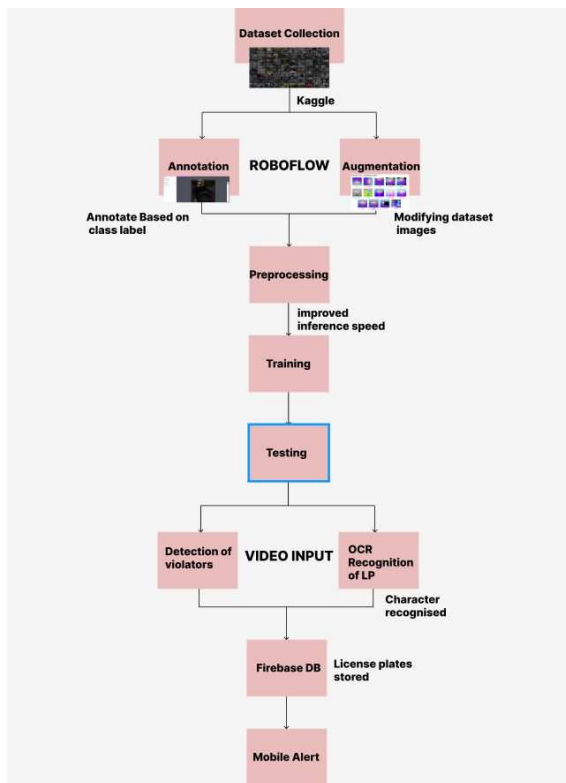 Dataset Collection
Kaggle
Annotation
ROBOFLOW
Augmentation
Annotate Based on
class label
Modifying dataset
images
Preprocessing
improved
inference speed
Training
Testing
Detection of
violators
VIDEO INPUT
OCR
Recognition
of LP
Character
recognised
Firebase DB
License plates
stored
Mobile Alert